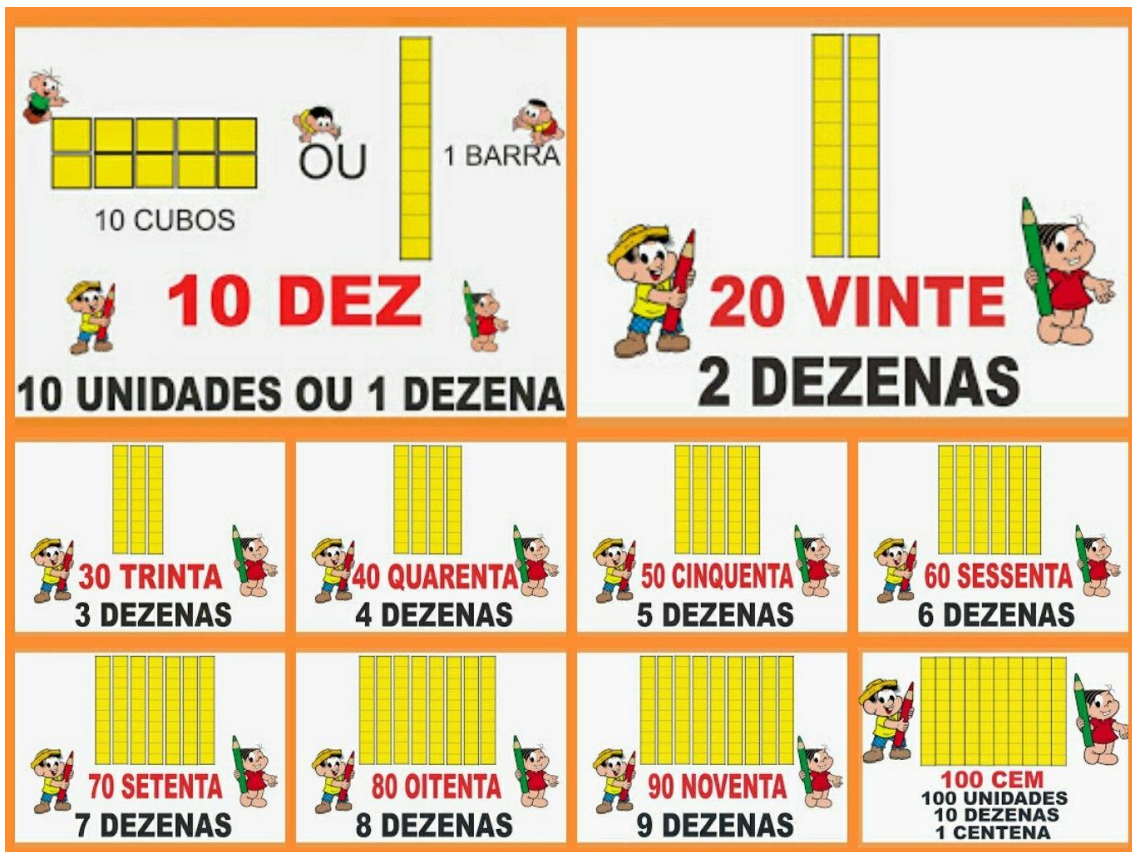 OU
1 BARRA
10 CUBOS
10 DEZ
10 UNIDADES OU 1 DEZENA
20 VINTE
2 DEZENAS
30 TRINTA
3 DEZENAS
40 QUARENTA
4 DEZENAS
50 CINQUENTA
5 DEZENAS
60 SESSENTA
6 DEZENAS
70 SETENTA
7 DEZENAS
80 OITENTA
8 DEZENAS
90 NOVENTA
9 DEZENAS
100 CEM
100 UNIDADES
10 DEZENAS
1 CENTENA